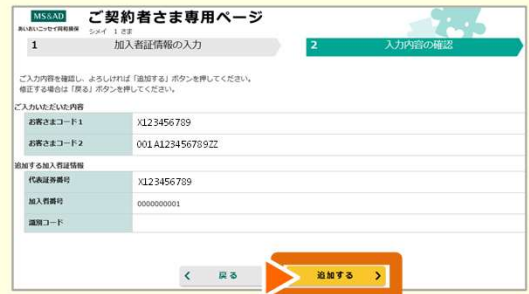 MS&AD ご契約者さま専用ページ
あいおいニッセイ同和損保 シメイ 1 さま
1 加入者証情報の入力 2 入力内容の確認
ご入力内容を確認し、よろしければ「追加する」ボタンを押してください。
修正する場合は「戻る」ボタンを押してください。
ご入力いただいた内容
お客さまコード1 X123456789
お客さまコード2 001A123456789ZZ
追加する加入者証情報
代表証券番号 X123456789
加入者番号 0000000001
識別コード
< 戻る 追加する >